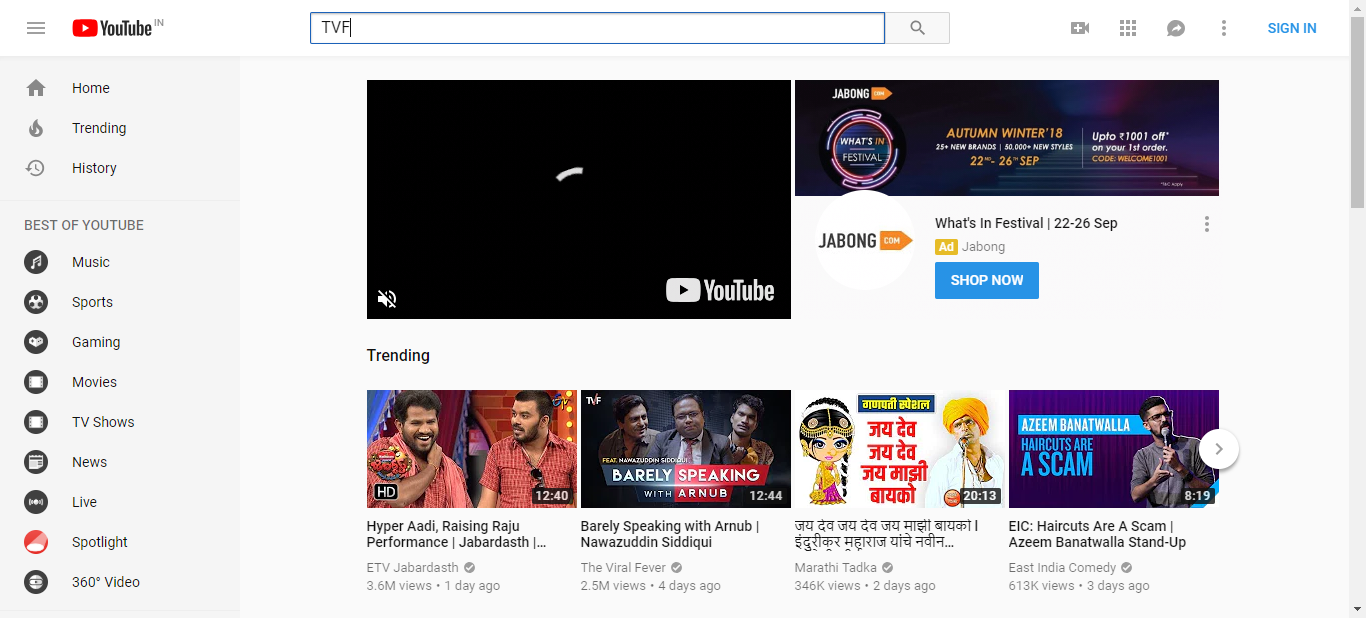 YouTube IN
TVF
SIGN IN
Home
Trending
History
BEST OF YOUTUBE
Music
Sports
Gaming
Movies
TV Shows
News
Live
Spotlight
360° Video
YouTube
JABONG COM
WHAT'S IN
FESTIVAL
AUTUMN WINTER'18
25+ NEW BRANDS | 50,000+ NEW STYLES
22ND- 26TH SEP
Upto ₹1001 off*
on your 1st order.
CODE: WELCOME1001
*T&C Apply
JABONG COM
What's In Festival | 22-26 Sep
Ad Jabong
SHOP NOW
Trending
HD
12:40
Hyper Aadi, Raising Raju
Performance | Jabardasth |...
ETV Jabardasth
3.6M views • 1 day ago
TVF
FEAT. NAWAZUDDIN SIDDIQUI
BARELY SPEAKING
WITH ARNUB
12:44
Barely Speaking with Arnub |
Nawazuddin Siddiqui
The Viral Fever
2.5M views • 4 days ago
गणपती स्पेशल
जय देव
जय देव
जय माझी
बायको
20:13
जय देव जय देव जय माझी बायको l
इंदुरीकर महाराज यांचे नवीन...
Marathi Tadka
346K views • 2 days ago
AZEEM BANATWALLA
HAIRCUTS ARE
A SCAM
8:19
EIC: Haircuts Are A Scam |
Azeem Banatwalla Stand-Up
East India Comedy
613K views • 3 days ago